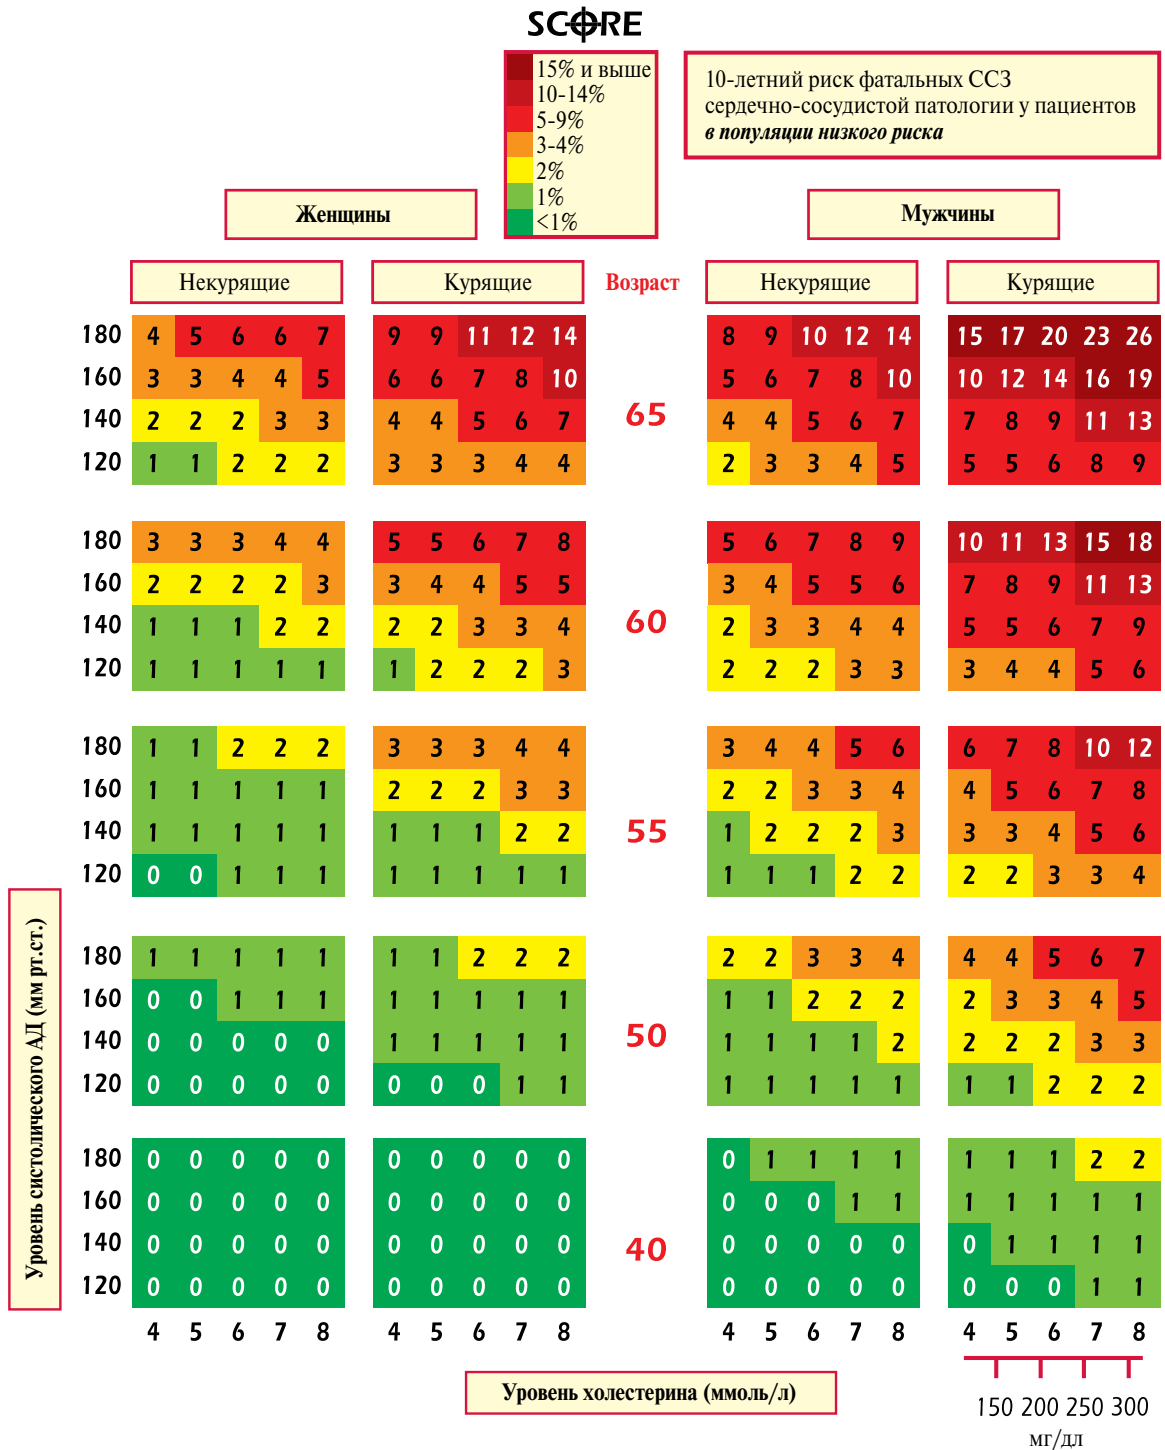 SCORE
15% и выше
10-14%
5-9%
3-4%
2%
1%
<1%
10-летний риск фатальных ССЗ
сердечно-сосудистой патологии у пациентов
в популяции низкого риска
Женщины
Мужчины
Некурящие Курящие Возраст Некурящие Курящие
180 4 5 6 6 7 9 9 11 12 14 8 9 10 12 14 15 17 20 23 26
160 3 3 4 4 5 6 6 7 8 10 5 6 7 8 10 10 12 14 16 19
65
140 2 2 2 3 3 4 4 5 6 7 4 4 5 6 7 7 8 9 11 13
120 1 1 2 2 2 3 3 3 4 4 2 3 3 4 5 5 5 6 8 9
180 3 3 3 4 4 5 5 6 7 8 5 6 7 8 9 10 11 13 15 18
160 2 2 2 2 3 3 4 4 5 5 3 4 5 5 6 7 8 9 11 13
60
140 1 1 1 2 2 2 2 3 3 4 2 3 3 4 4 5 5 6 7 9
120 1 1 1 1 1 1 2 2 2 3 2 2 2 3 3 3 4 4 5 6
180 1 1 2 2 2 3 3 3 4 4 3 4 4 5 6 6 7 8 10 12
160 1 1 1 1 1 2 2 2 3 3 2 2 3 3 4 4 5 6 7 8
55
140 1 1 1 1 1 1 1 1 2 2 1 2 2 2 3 3 3 4 5 6
120 0 0 1 1 1 1 1 1 1 1 1 1 1 2 2 2 2 3 3 4
180 1 1 1 1 1 1 1 2 2 2 2 2 3 3 4 4 4 5 6 7
160 0 0 1 1 1 1 1 1 1 1 1 1 2 2 2 2 3 3 4 5
50
140 0 0 0 0 0 1 1 1 1 1 1 1 1 1 2 2 2 2 3 3
120 0 0 0 0 0 0 0 0 1 1 1 1 1 1 1 1 1 2 2 2
180 0 0 0 0 0 0 0 0 0 0 0 1 1 1 1 1 1 1 2 2
160 0 0 0 0 0 0 0 0 0 0 0 0 0 1 1 1 1 1 1 1
40
140 0 0 0 0 0 0 0 0 0 0 0 0 0 0 0 0 1 1 1 1
120 0 0 0 0 0 0 0 0 0 0 0 0 0 0 0 0 0 0 1 1
4 5 6 7 8 4 5 6 7 8 4 5 6 7 8 4 5 6 7 8
Уровень систолического АД (мм рт.ст.)
Уровень холестерина (ммоль/л)
150 200 250 300
мг/дл